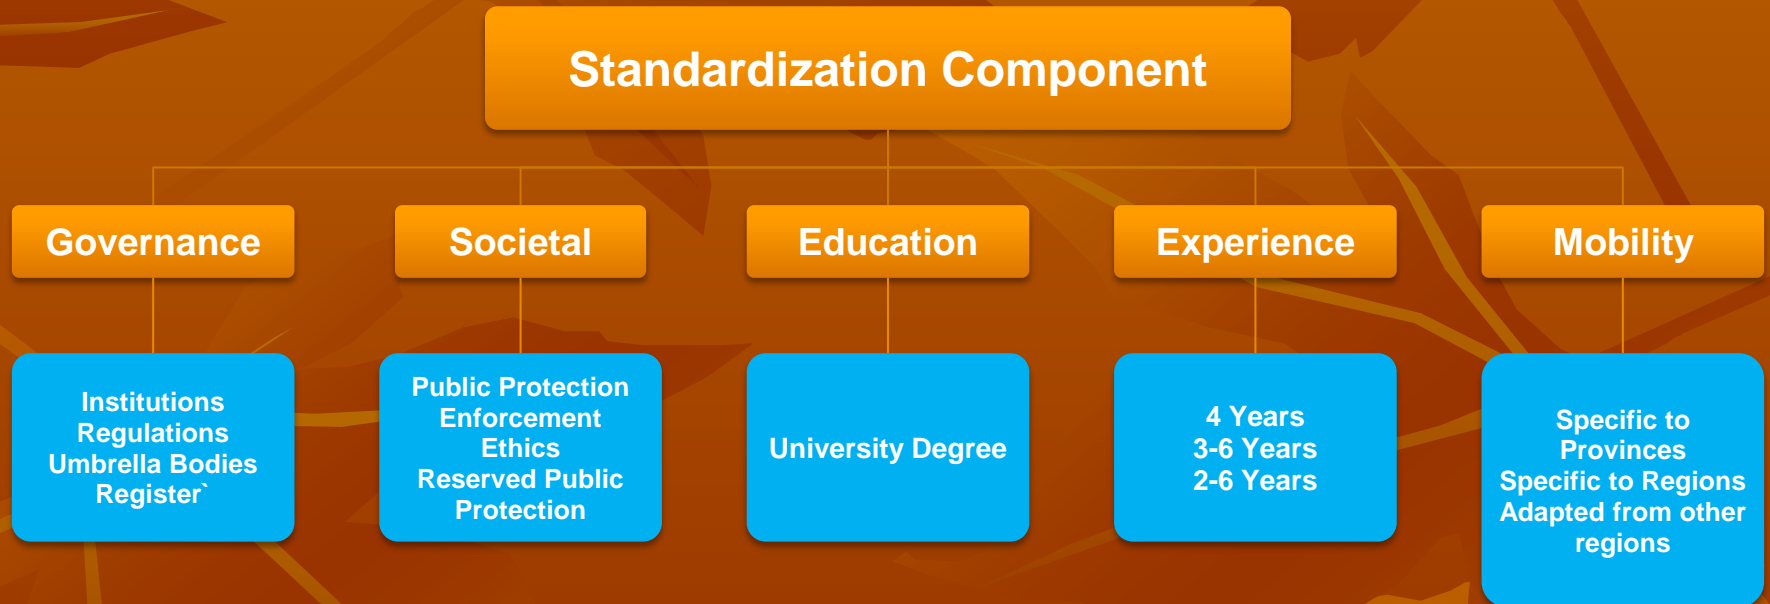 Standardization Component
Governance
Societal
Education
Experience
Mobility
Institutions
Regulations
Umbrella Bodies
Register`
Public Protection
Enforcement
Ethics
Reserved Public
Protection
University Degree
4 Years
3-6 Years
2-6 Years
Specific to
Provinces
Specific to Regions
Adapted from other
regions